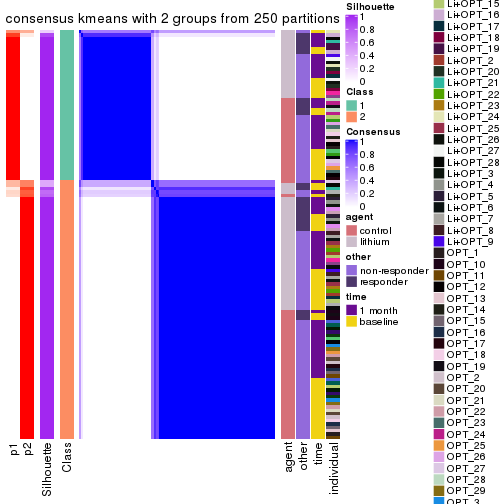 consensus kmeans with 2 groups from 250 partitions
p1
p2
Silhouette
Class
agent
other
time
individual
Silhouette
1
0.8
0.6
0.4
0.2
0
Class
1
2
Consensus
1
0.8
0.6
0.4
0.2
0
agent
control
lithium
other
non-responder
responder
time
1 month
baseline
Li+OPT_15
Li+OPT_16
Li+OPT_17
Li+OPT_18
Li+OPT_19
Li+OPT_2
Li+OPT_20
Li+OPT_21
Li+OPT_22
Li+OPT_23
Li+OPT_24
Li+OPT_25
Li+OPT_26
Li+OPT_27
Li+OPT_28
Li+OPT_3
Li+OPT_4
Li+OPT_5
Li+OPT_6
Li+OPT_7
Li+OPT_8
Li+OPT_9
OPT_1
OPT_10
OPT_11
OPT_12
OPT_13
OPT_14
OPT_15
OPT_16
OPT_17
OPT_18
OPT_19
OPT_2
OPT_20
OPT_21
OPT_22
OPT_23
OPT_24
OPT_25
OPT_26
OPT_27
OPT_28
OPT_29
OPT_3